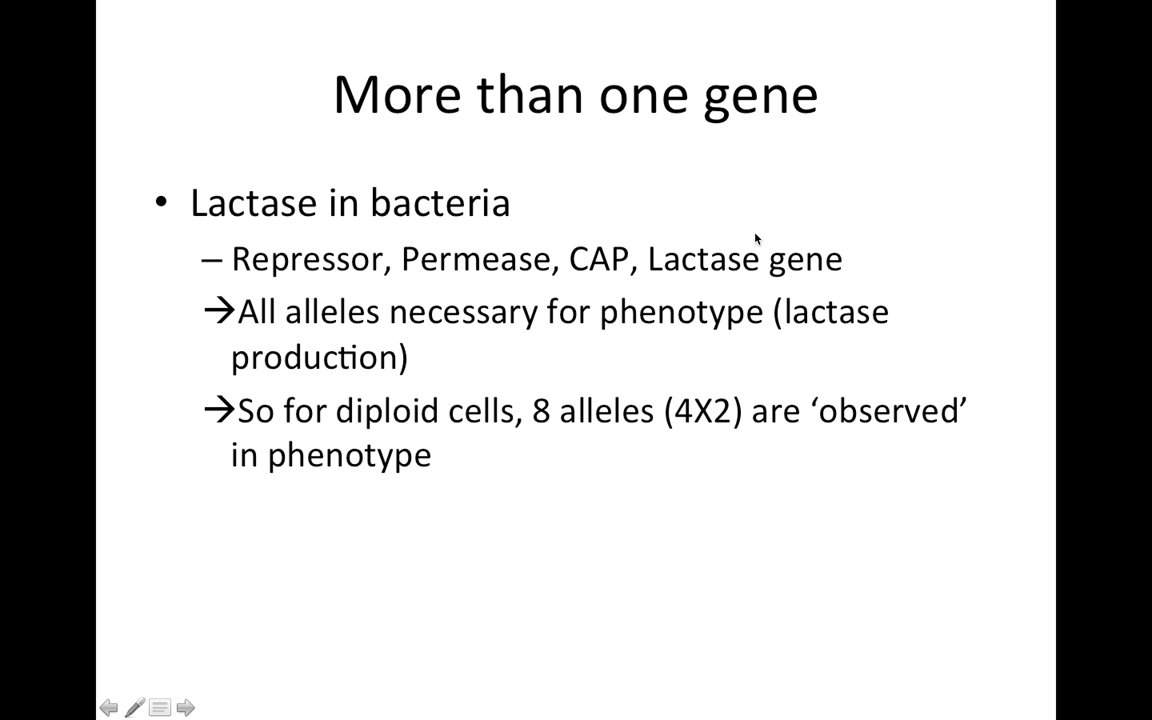 More than one gene
• Lactase in bacteria
– Repressor, Permease, CAP, Lactase gene
→All alleles necessary for phenotype (lactase
production)
→So for diploid cells, 8 alleles (4X2) are ‘observed’
in phenotype